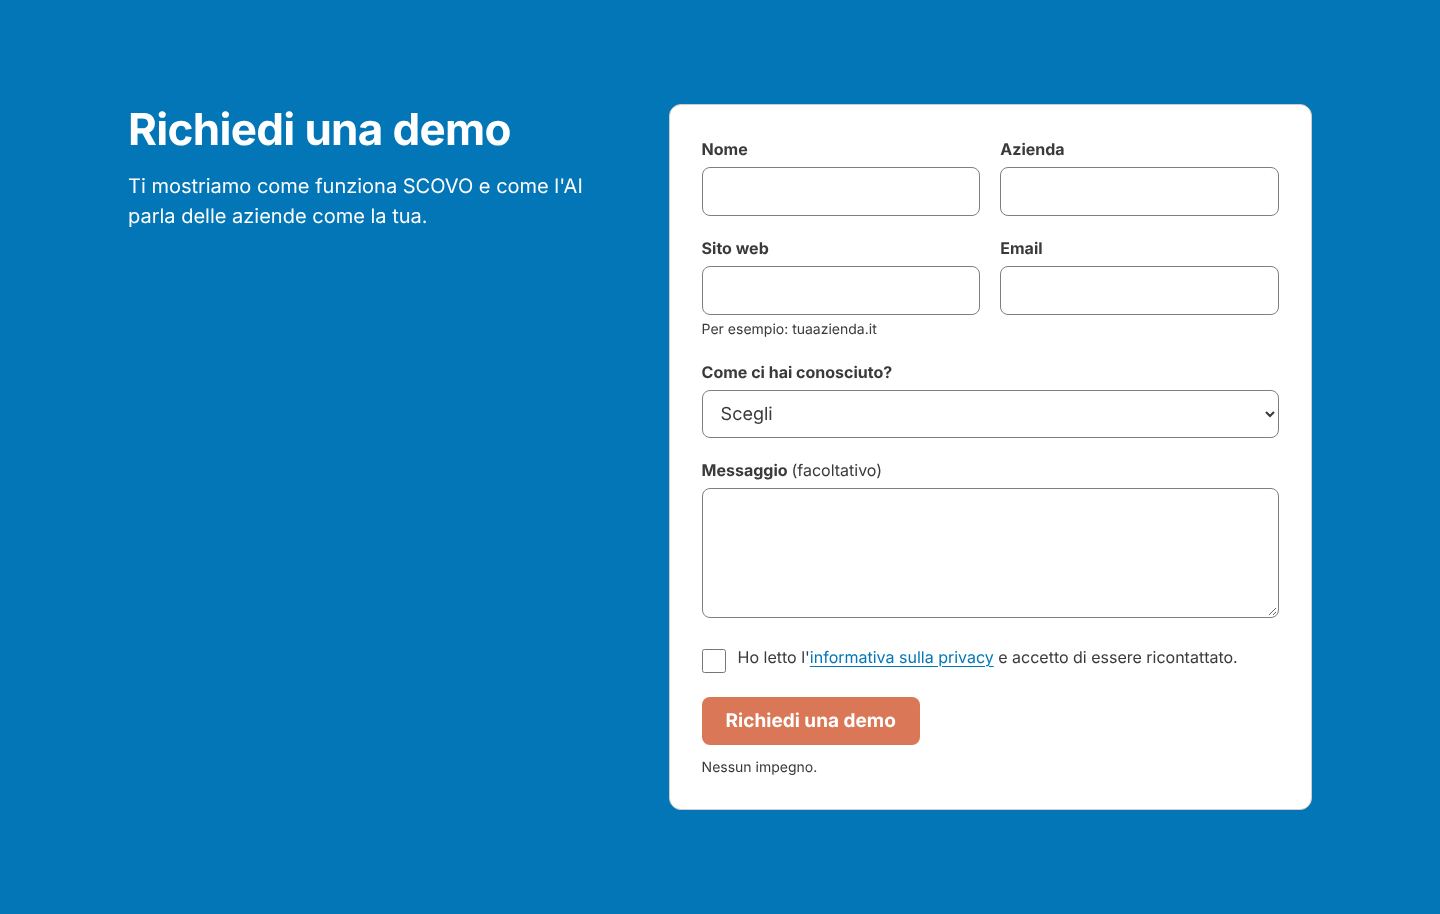 Richiedi una demo
Ti mostriamo come funziona SCOVO e come l'AI
parla delle aziende come la tua.
Nome
Azienda
Sito web
Email
Per esempio: tuaazienda.it
Come ci hai conosciuto?
Scegli
Messaggio (facoltativo)
Ho letto l'informativa sulla privacy e accetto di essere ricontattato.
Richiedi una demo
Nessun impegno.